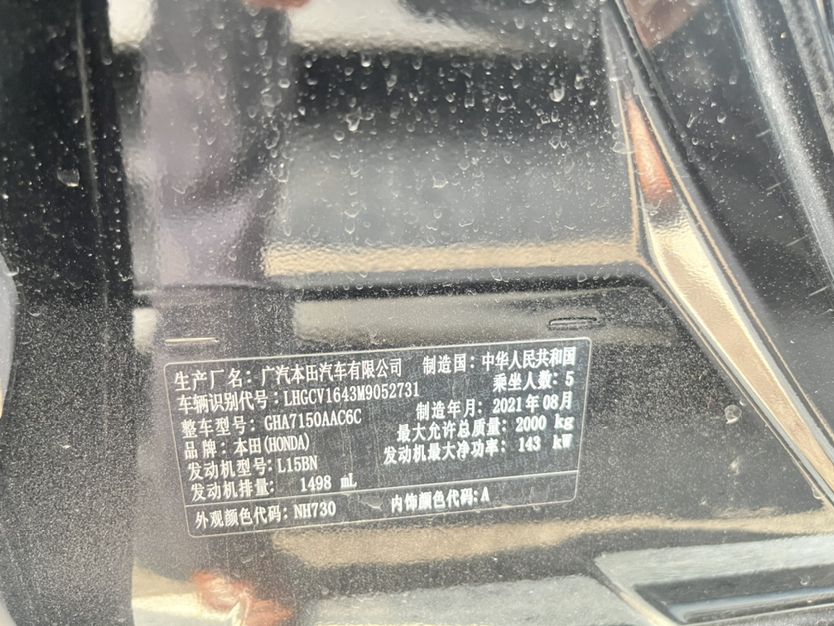 生产厂名：广汽本田汽车有限公司 制造国：中华人民共和国
车辆识别代号：LHGCV1643M9052731 乘坐人数：5
整车型号：GHA7150AAC6C 制造年月：2021年08月
品牌：本田(HONDA) 最大允许总质量：2000 kg
发动机型号：L15BN 发动机最大净功率：143 kW
发动机排量： 1498 mL
外观颜色代码：NH730 内饰颜色代码：A